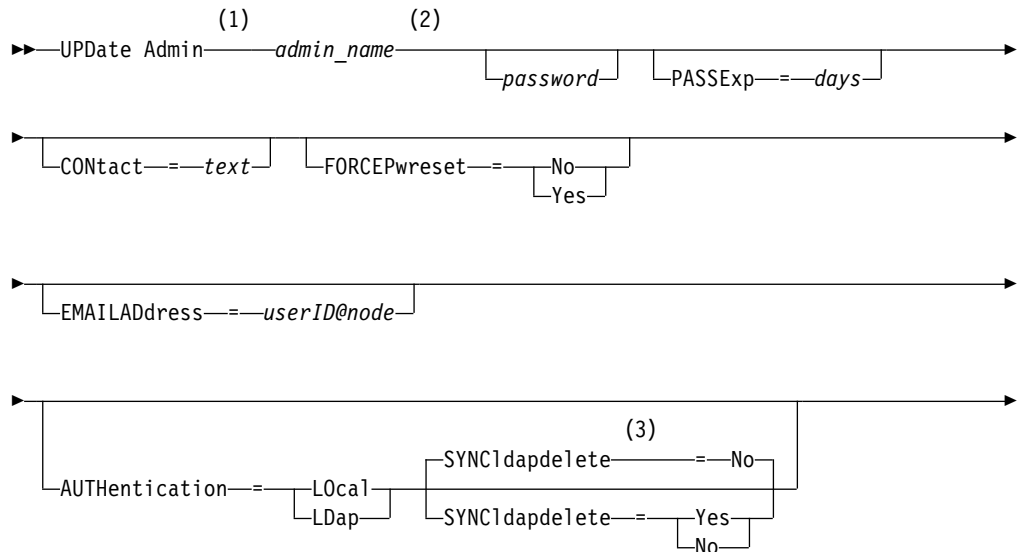 (1) (2)
UPDate Admin admin_name
password PASSExp = days
CONtact = text FORCEPwreset = No
Yes
EMAILADdress = userID@node
(3)
SYNCldapdelete = No
AUTHentication = LOcal
LDap SYNCldapdelete = Yes
No